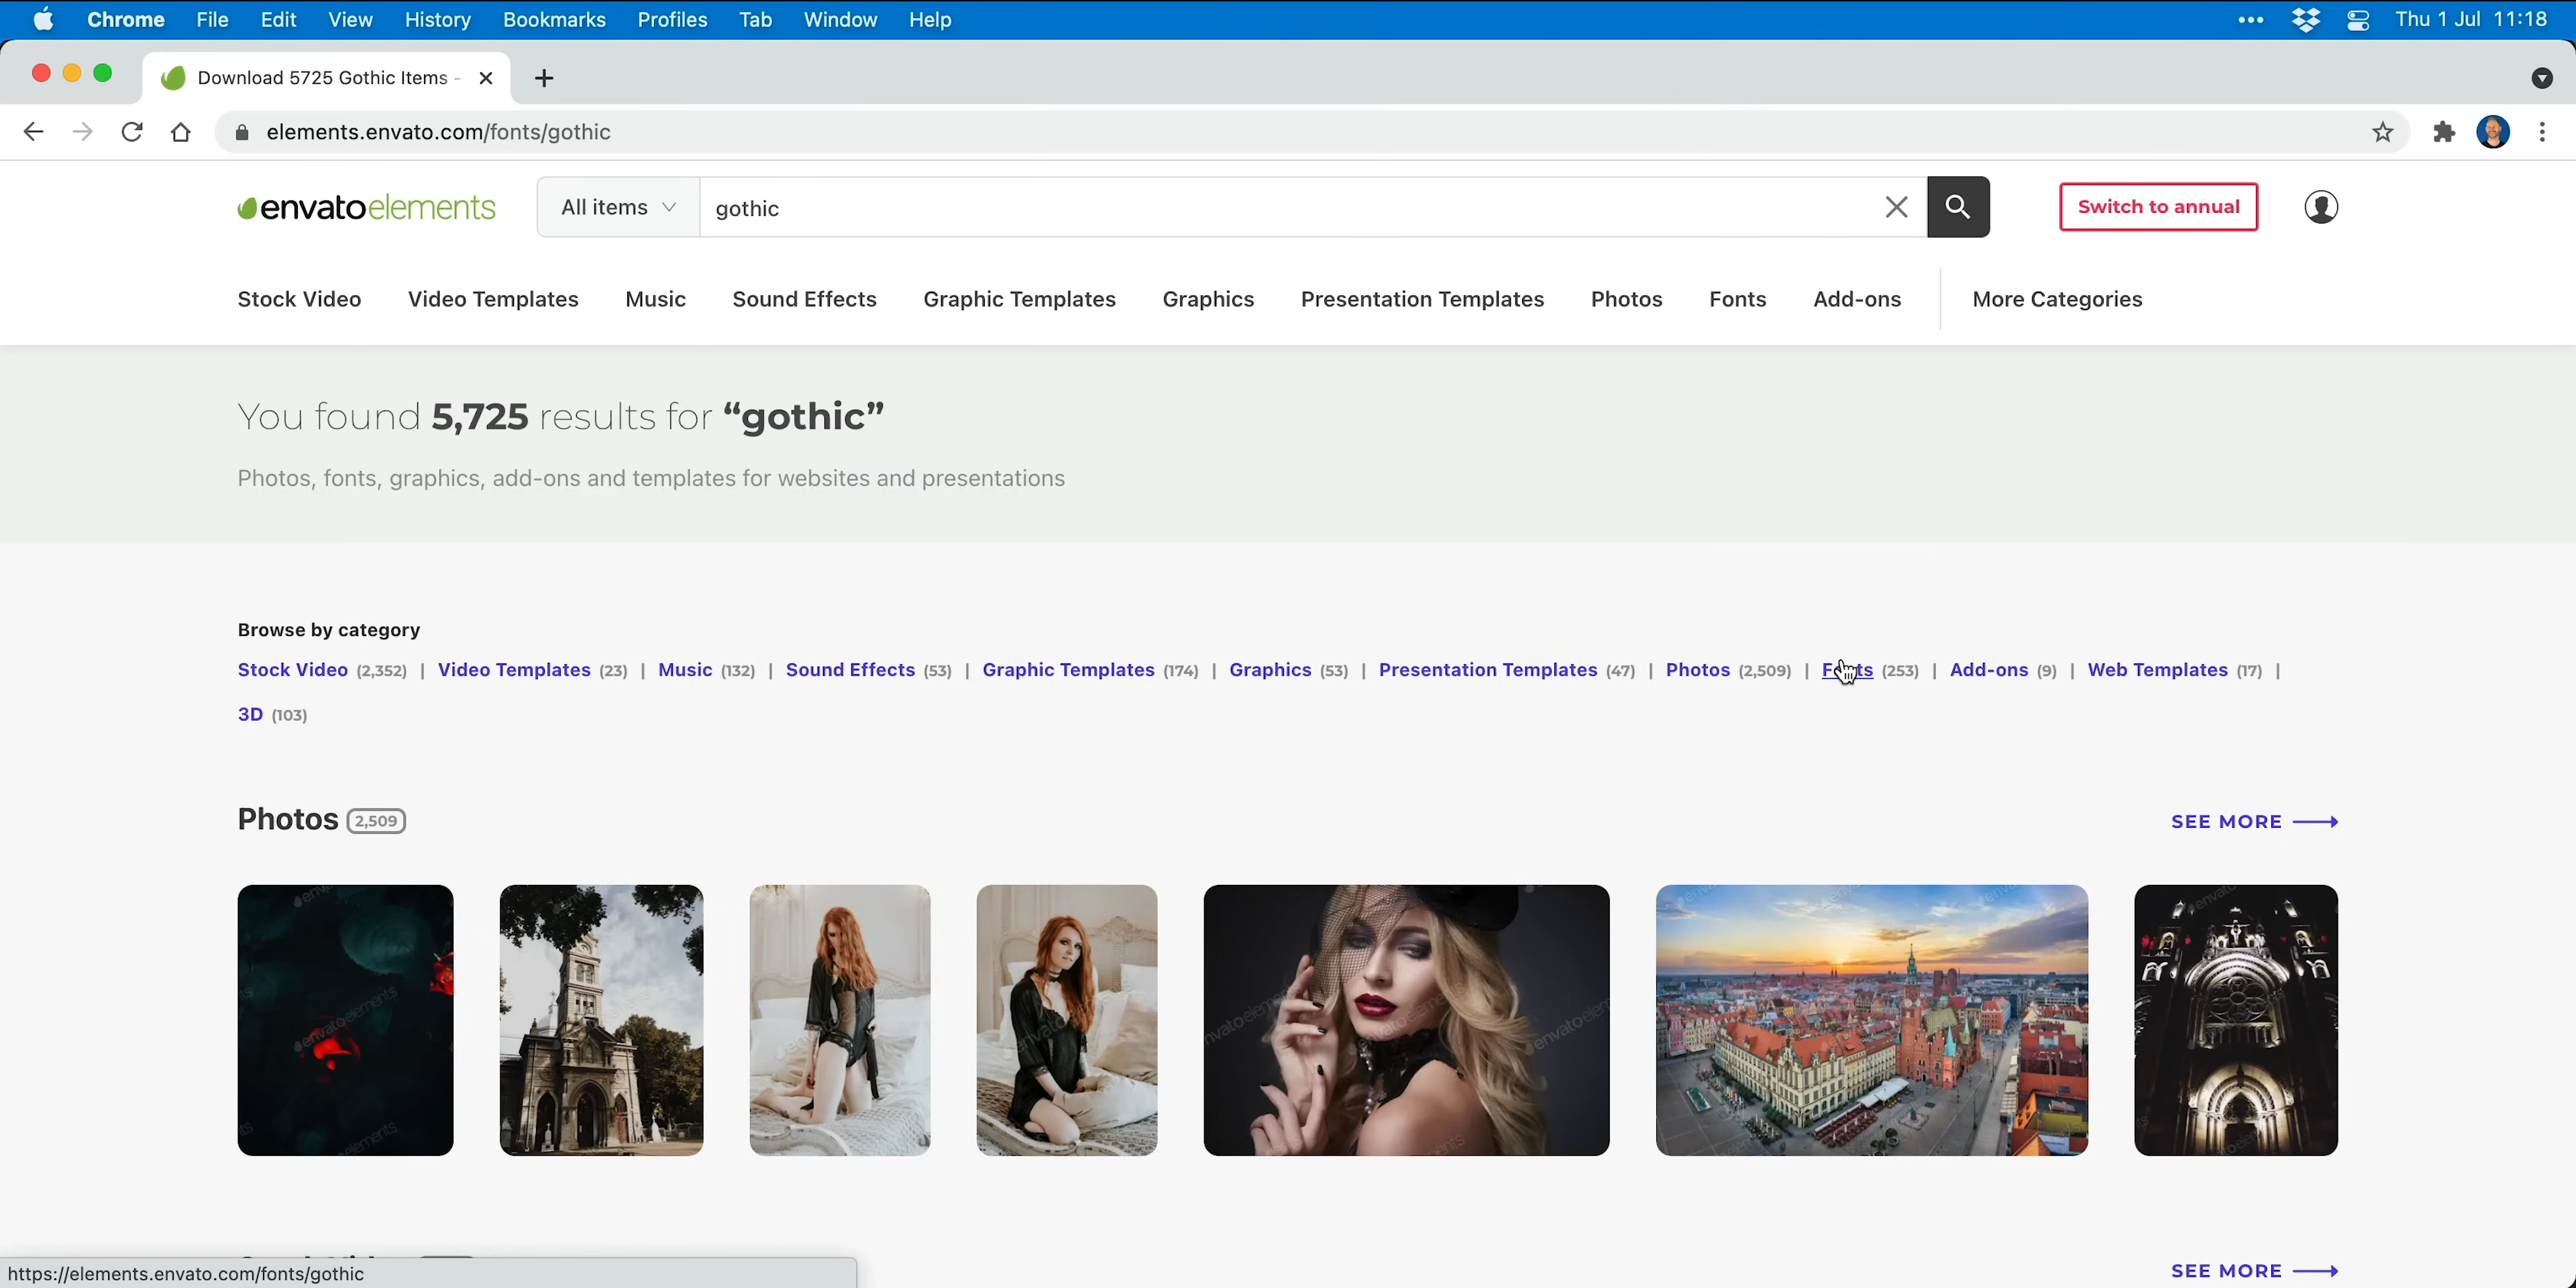 Chrome File Edit View History Bookmarks Profiles Tab Window Help Thu 1 Jul 11:18
Download 5725 Gothic Items -
elements.envato.com/fonts/gothic
envatoelements All items gothic Switch to annual
Stock Video Video Templates Music Sound Effects Graphic Templates Graphics Presentation Templates Photos Fonts Add-ons More Categories
You found 5,725 results for “gothic”
Photos, fonts, graphics, add-ons and templates for websites and presentations
Browse by category
Stock Video (2,352) | Video Templates (23) | Music (132) | Sound Effects (53) | Graphic Templates (174) | Graphics (53) | Presentation Templates (47) | Photos (2,509) | Fonts (253) | Add-ons (9) | Web Templates (17) |
3D (103)
Photos 2,509 SEE MORE
SEE MORE
https://elements.envato.com/fonts/gothic